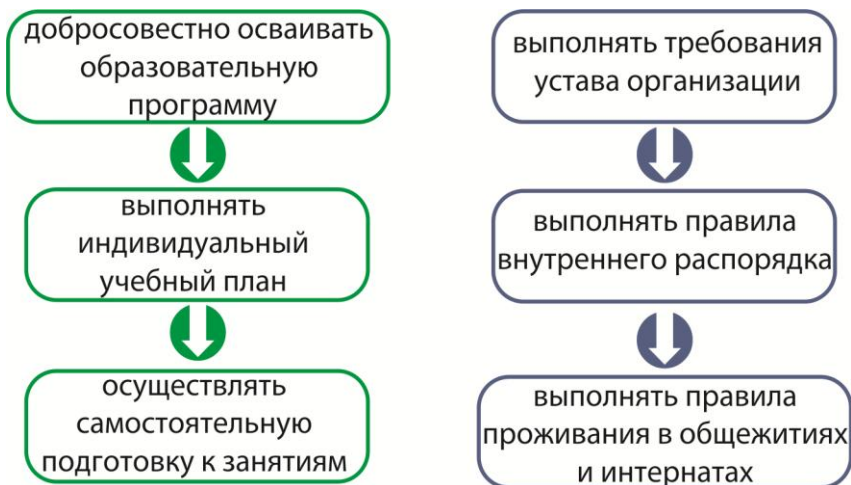 добросовестно осваивать
образовательную
программу
выполнять
индивидуальный
учебный план
осуществлять
самостоятельную
подготовку к занятиям
выполнять требования
устава организации
выполнять правила
внутреннего распорядка
выполнять правила
проживания в общежитиях
и интернатах